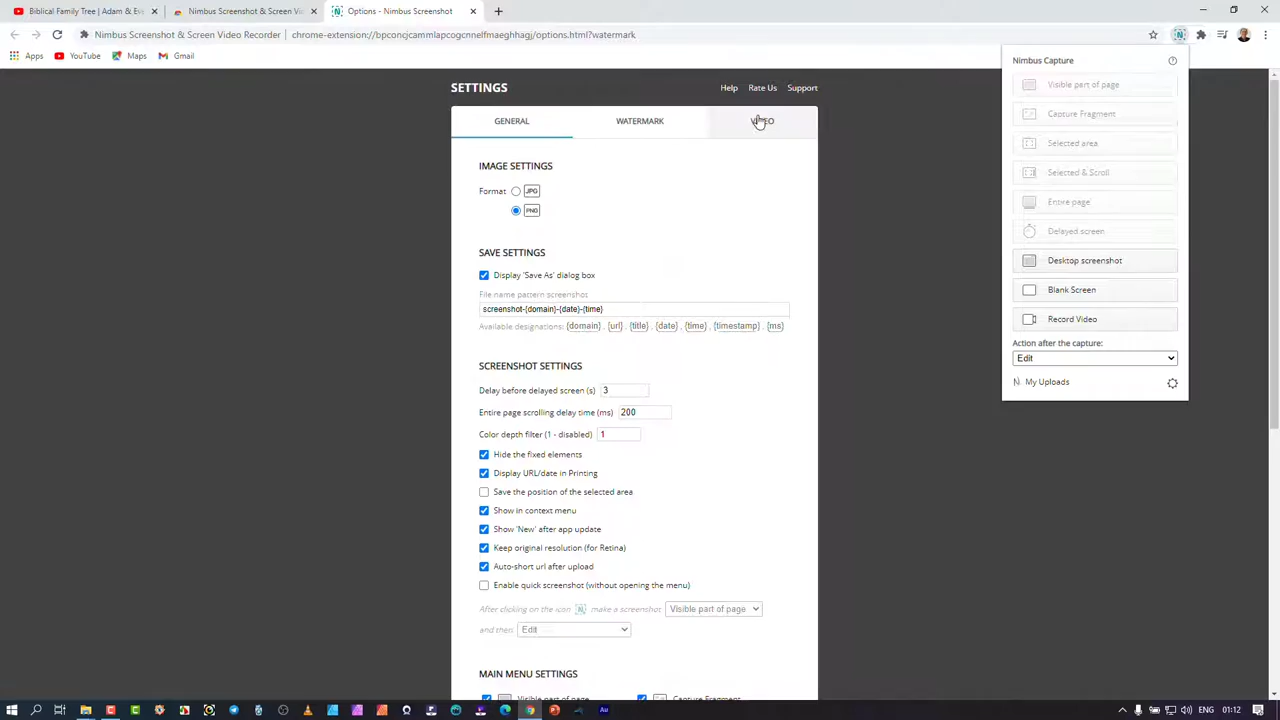 Biblical Family Tree | Adam & Ev
Nimbus Screenshot & Screen Vi
Options - Nimbus Screenshot
Nimbus Screenshot & Screen Video Recorder | chrome-extension://bpconcjcammlapcogcnnelfmaeghhagj/options.html?watermark
Apps YouTube Maps Gmail
SETTINGS
Help Rate Us Support
GENERAL WATERMARK VIDEO
IMAGE SETTINGS
Format JPG
PNG
SAVE SETTINGS
Display 'Save As' dialog box
File name pattern screenshot
screenshot-{domain}-{date}-{time}
Available designations: {domain} , {url} , {title} , {date} , {time} , {timestamp} , {ms}
SCREENSHOT SETTINGS
Delay before delayed screen (s) 3
Entire page scrolling delay time (ms) 200
Color depth filter (1 - disabled) 1
Hide the fixed elements
Display URL/date in Printing
Save the position of the selected area
Show in context menu
Show 'New' after app update
Keep original resolution (for Retina)
Auto-short url after upload
Enable quick screenshot (without opening the menu)
After clicking on the icon N make a screenshot Visible part of page
and then: Edit
MAIN MENU SETTINGS
Visible part of page Capture Fragment
Nimbus Capture
Visible part of page
Capture Fragment
Selected area
Selected & Scroll
Entire page
Delayed screen
Desktop screenshot
Blank Screen
Record Video
Action after the capture:
Edit
My Uploads
ENG 01:12